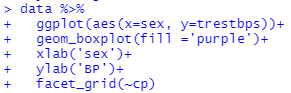 > data %>%
+   ggplot(aes(x=sex, y=trestbps))+
+   geom_boxplot(fill ='purple')+
+   xlab('sex')+
+   ylab('BP')+
+   facet_grid(~cp)